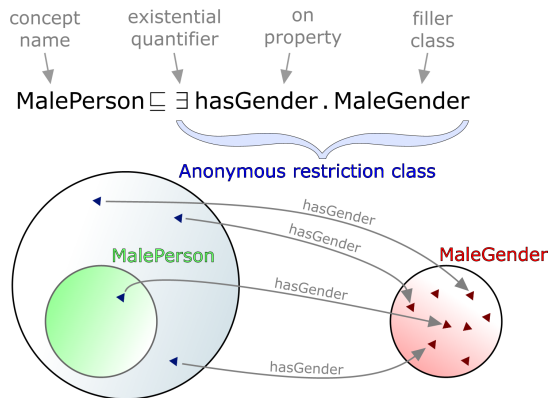 concept name
existential quantifier
on property
filler class
MalePerson ⊑ ∃ hasGender . MaleGender
Anonymous restriction class
hasGender
hasGender
MalePerson
MaleGender
hasGender
hasGender